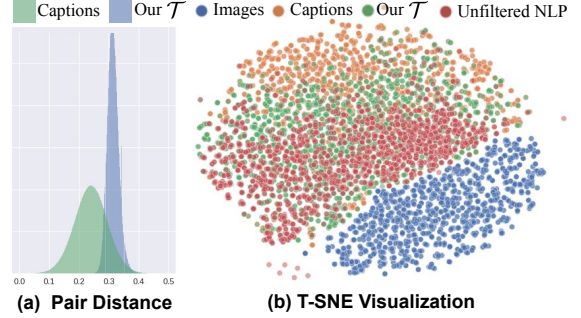 Captions Our 𝒯 Images Captions Our 𝒯 Unfiltered NLP
0.0 0.1 0.2 0.3 0.4 0.5
(a) Pair Distance (b) T-SNE Visualization